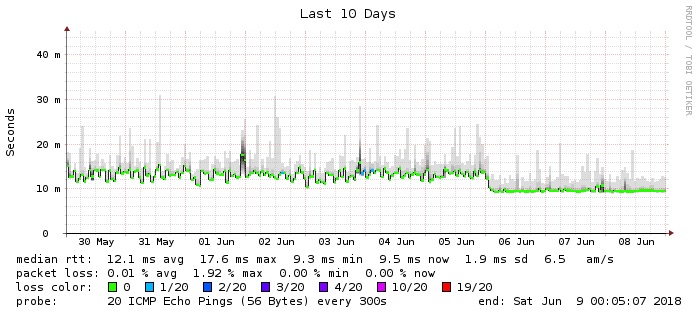 Last 10 Days
RRDTOOL / TOBI OETIKER
Seconds
40 m
30 m
20 m
10 m
0
30 May 31 May 01 Jun 02 Jun 03 Jun 04 Jun 05 Jun 06 Jun 07 Jun 08 Jun
median rtt: 12.1 ms avg 17.6 ms max 9.3 ms min 9.5 ms now 1.9 ms sd 6.5 am/s
packet loss: 0.01 % avg 1.92 % max 0.00 % min 0.00 % now
loss color: 0 1/20 2/20 3/20 4/20 10/20 19/20
probe: 20 ICMP Echo Pings (56 Bytes) every 300s end: Sat Jun 9 00:05:07 2018